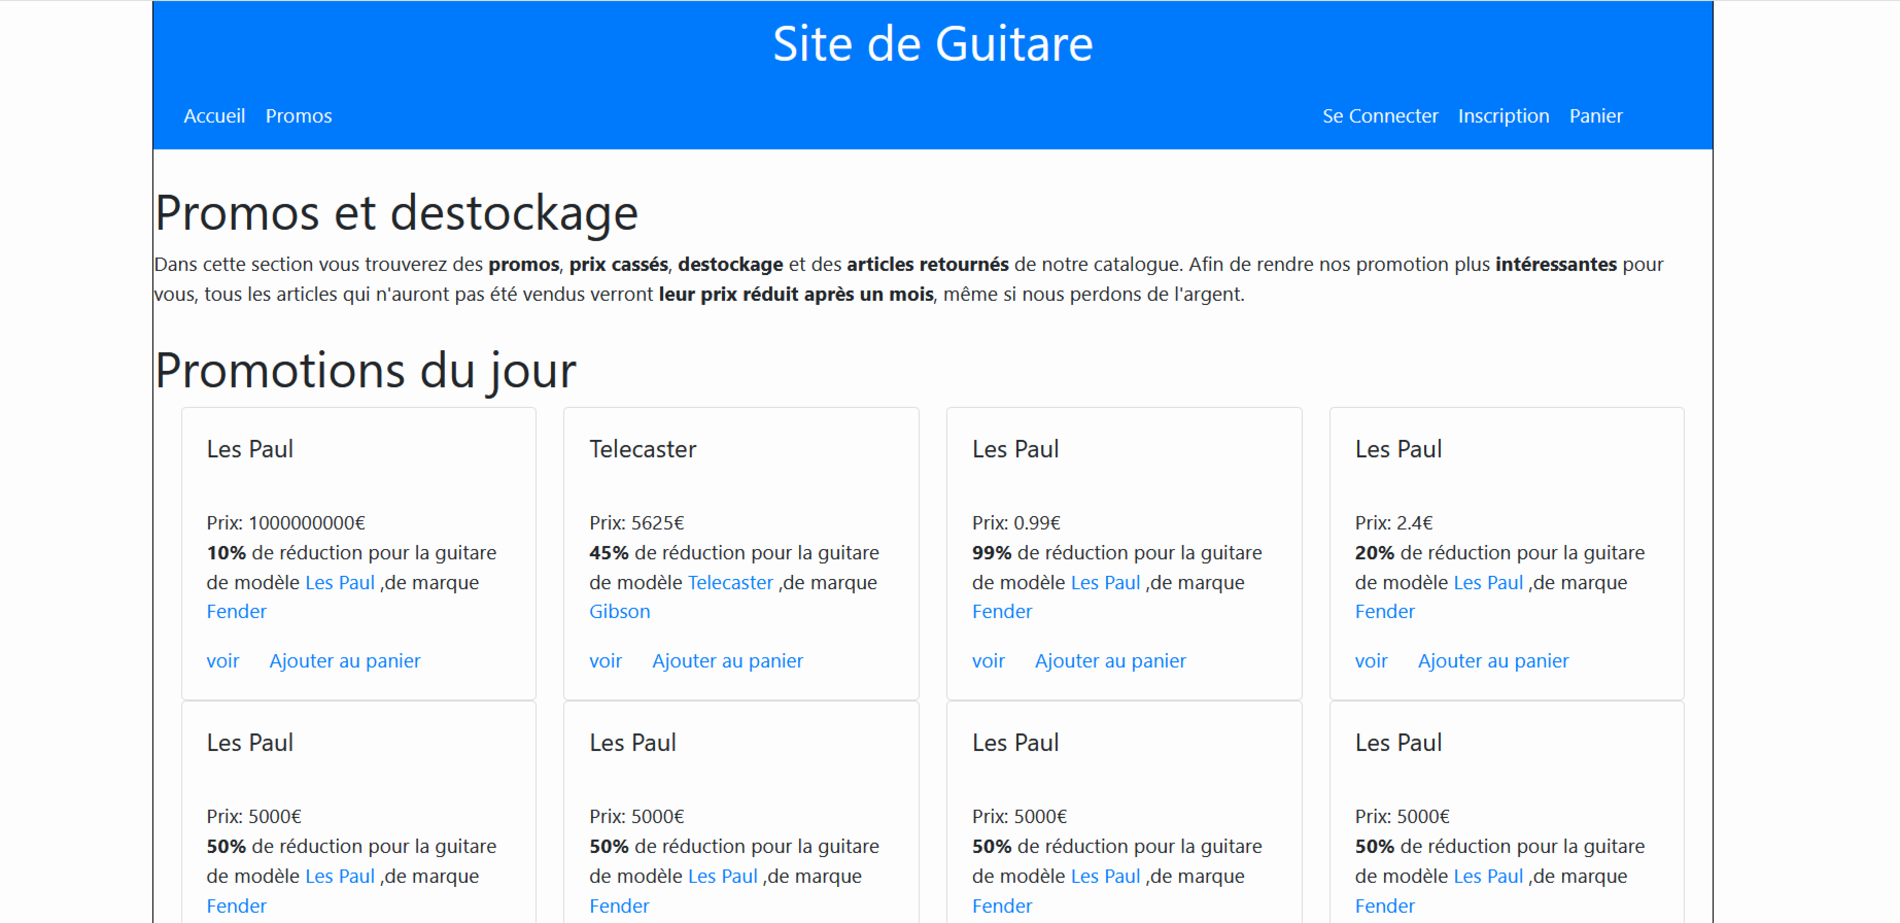 Site de Guitare
Accueil Promos Se Connecter Inscription Panier
Promos et destockage
Dans cette section vous trouverez des promos, prix cassés, destockage et des articles retournés de notre catalogue. Afin de rendre nos promotion plus intéressantes pour
vous, tous les articles qui n'auront pas été vendus verront leur prix réduit après un mois, même si nous perdons de l'argent.
Promotions du jour
Les Paul
Prix: 1000000000€
10% de réduction pour la guitare
de modèle Les Paul ,de marque
Fender
voir Ajouter au panier
Telecaster
Prix: 5625€
45% de réduction pour la guitare
de modèle Telecaster ,de marque
Gibson
voir Ajouter au panier
Les Paul
Prix: 0.99€
99% de réduction pour la guitare
de modèle Les Paul ,de marque
Fender
voir Ajouter au panier
Les Paul
Prix: 2.4€
20% de réduction pour la guitare
de modèle Les Paul ,de marque
Fender
voir Ajouter au panier
Les Paul
Prix: 5000€
50% de réduction pour la guitare
de modèle Les Paul ,de marque
Fender
Les Paul
Prix: 5000€
50% de réduction pour la guitare
de modèle Les Paul ,de marque
Fender
Les Paul
Prix: 5000€
50% de réduction pour la guitare
de modèle Les Paul ,de marque
Fender
Les Paul
Prix: 5000€
50% de réduction pour la guitare
de modèle Les Paul ,de marque
Fender